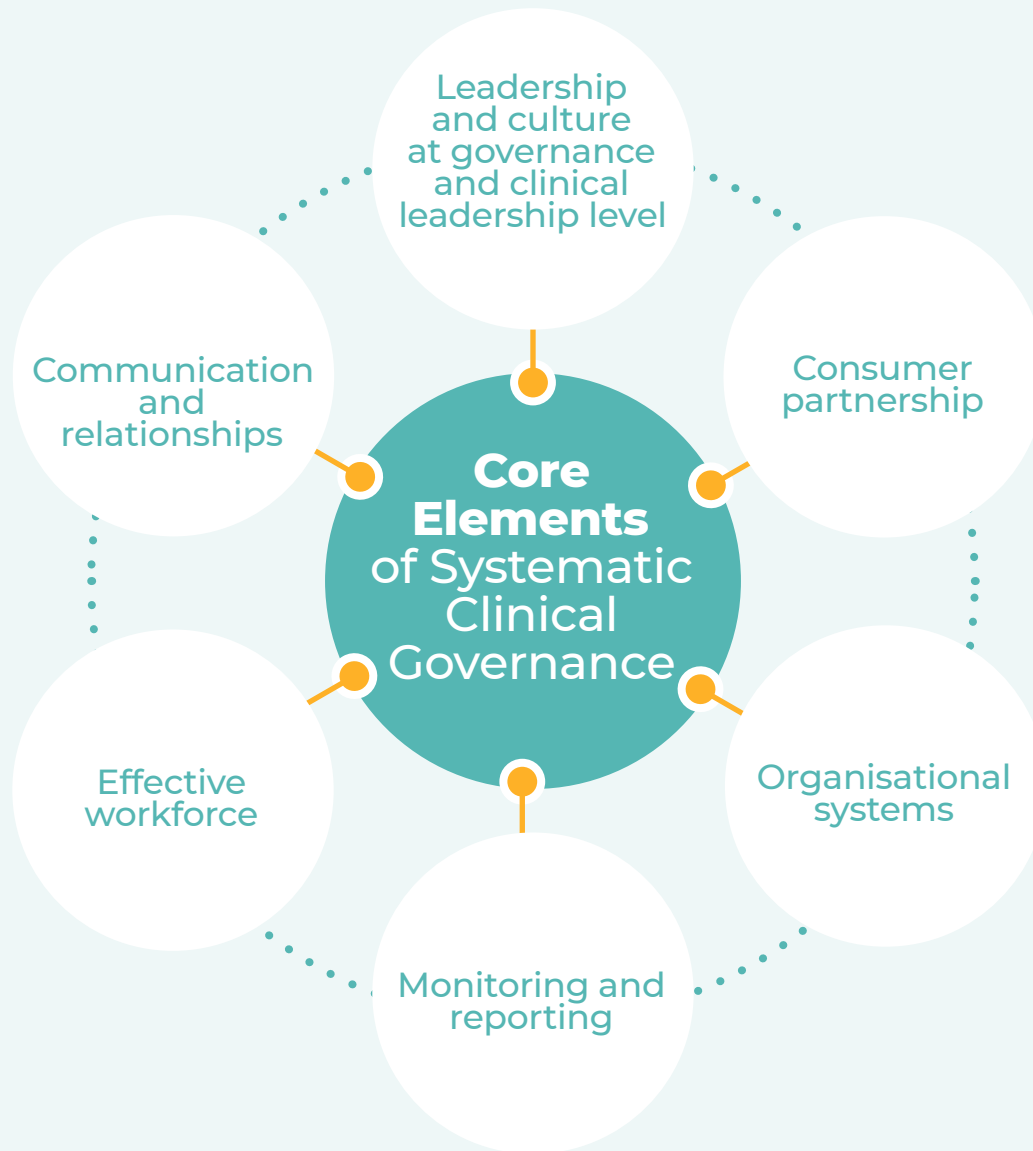 Leadership
and culture
at governance
and clinical
leadership level
Communication
and
relationships
Consumer
partnership
Core
Elements
of Systematic
Clinical
Governance
Effective
workforce
Organisational
systems
Monitoring and
reporting